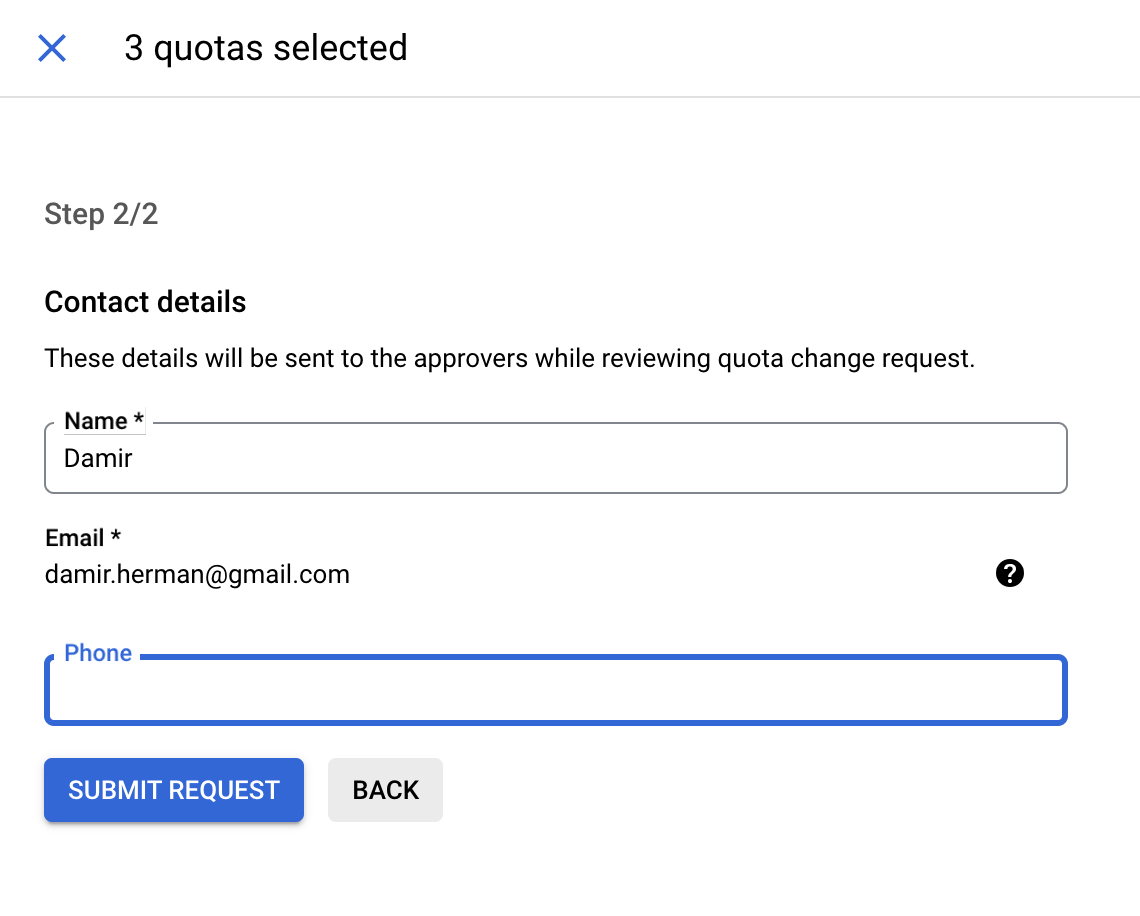 3 quotas selected
Step 2/2
Contact details
These details will be sent to the approvers while reviewing quota change request.
Name *
Damir
Email *
damir.herman@gmail.com
?
Phone
SUBMIT REQUEST
BACK